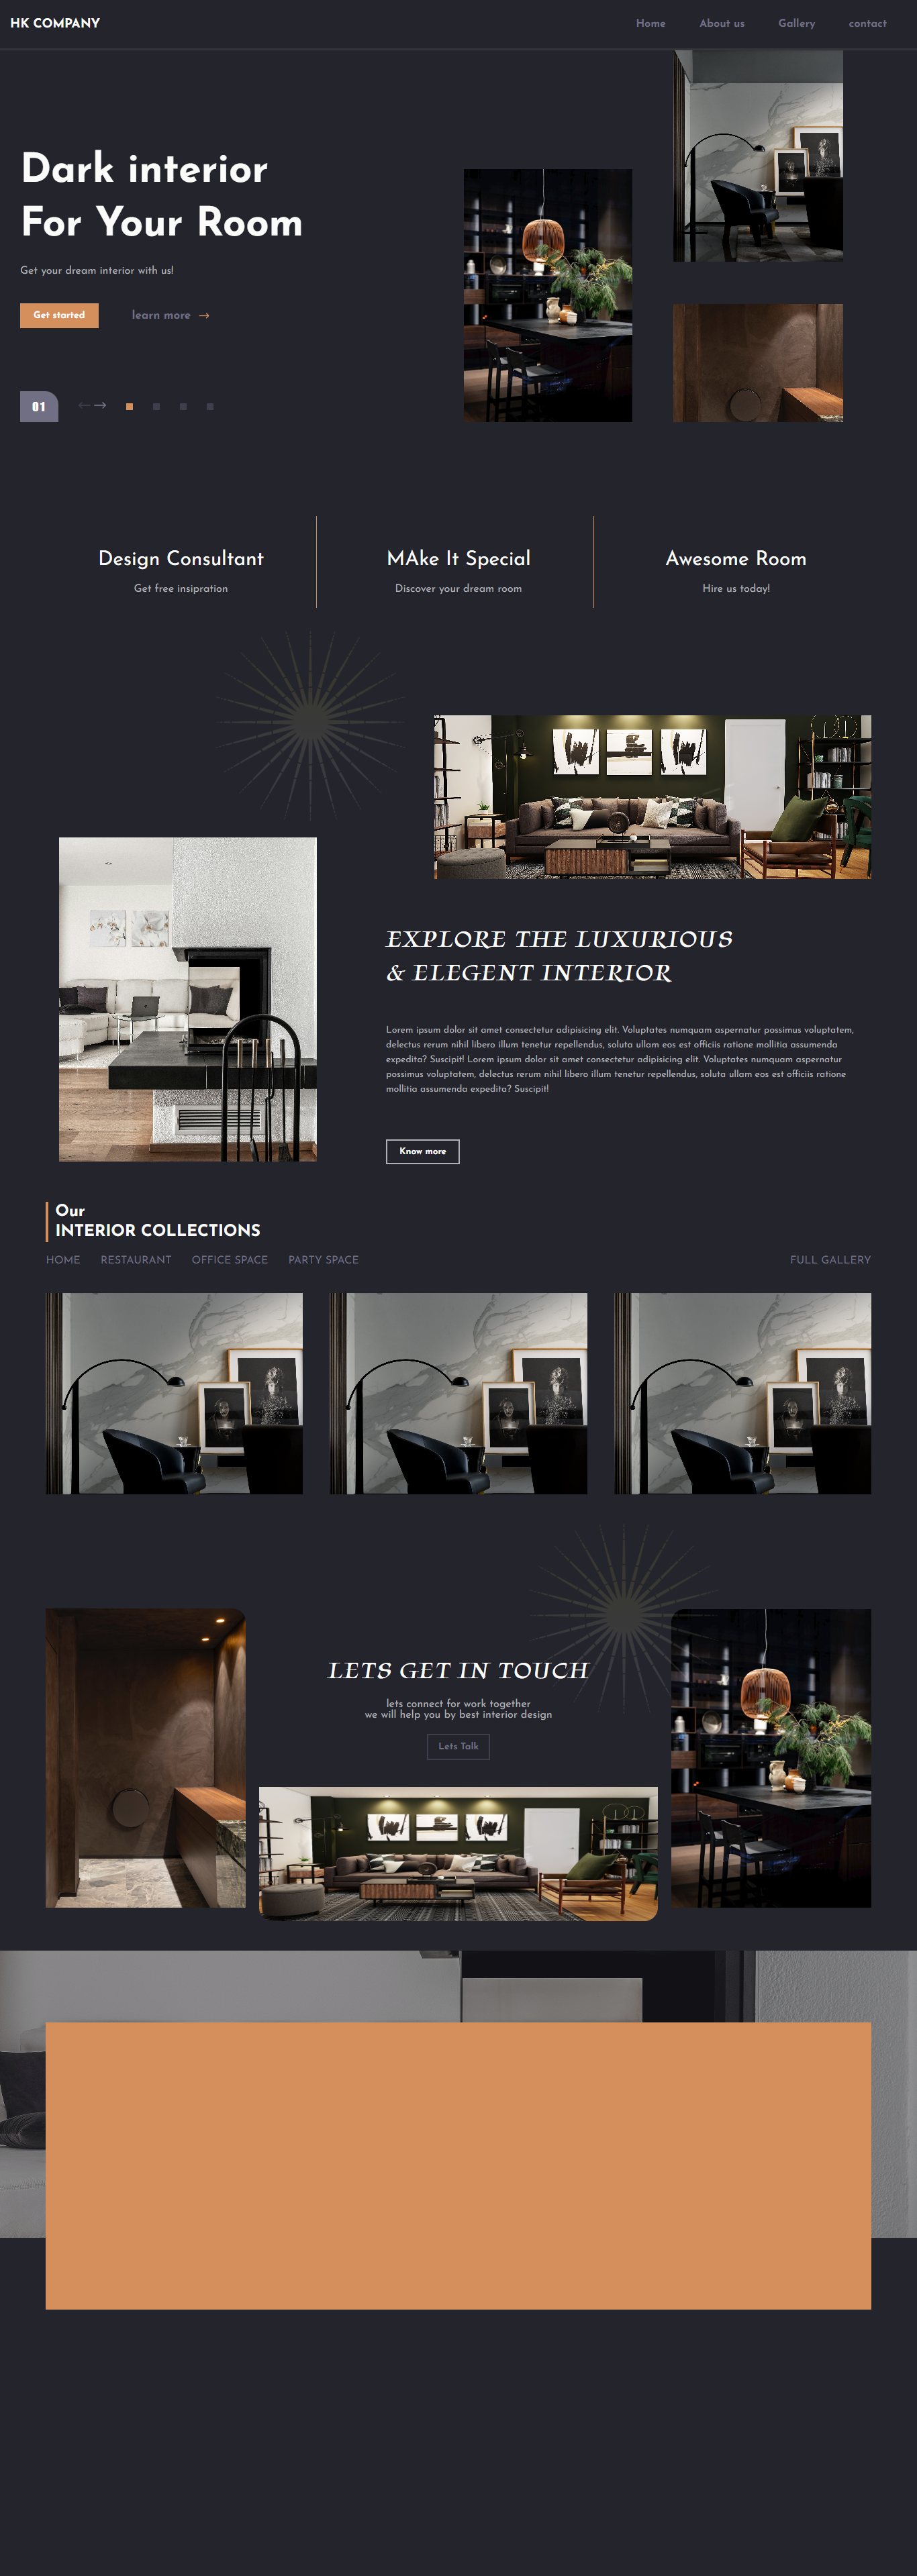 HK COMPANY
Home
About us
Gallery
contact
Dark interior
For Your Room
Get your dream interior with us!
Get started
learn more →
01
Design Consultant
Get free insipration
MAke It Special
Discover your dream room
Awesome Room
Hire us today!
EXPLORE THE LUXURIOUS
& ELEGENT INTERIOR
Lorem ipsum dolor sit amet consectetur adipisicing elit. Voluptates numquam aspernatur possimus voluptatem,
delectus rerum nihil libero illum tenetur repellendus, soluta ullam eos est officiis ratione mollitia assumenda
expedita? Suscipit! Lorem ipsum dolor sit amet consectetur adipisicing elit. Voluptates numquam aspernatur
possimus voluptatem, delectus rerum nihil libero illum tenetur repellendus, soluta ullam eos est officiis ratione
mollitia assumenda expedita? Suscipit!
Know more
Our
INTERIOR COLLECTIONS
HOME
RESTAURANT
OFFICE SPACE
PARTY SPACE
FULL GALLERY
LETS GET IN TOUCH
lets connect for work together
we will help you by best interior design
Lets Talk